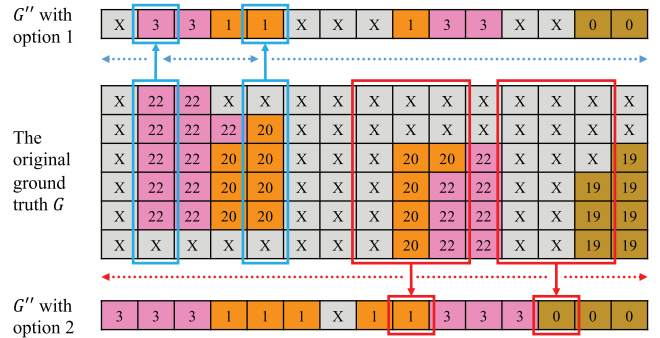 G′′ with option 1
X 3 3 1 1 X X X 1 3 3 X X 0 0
The original ground truth G
X 22 22 X X X X X X X X X X X X
X 22 22 22 20 X X X X X X X X X X
X 22 22 20 20 X X X 20 20 22 X X X 19
X 22 22 20 20 X X X 20 22 22 X X 19 19
X 22 22 20 20 X X X 20 22 22 X X 19 19
X X X X X X X X 20 22 22 X X 19 19
G′′ with option 2
3 3 3 1 1 1 X 1 1 3 3 3 0 0 0